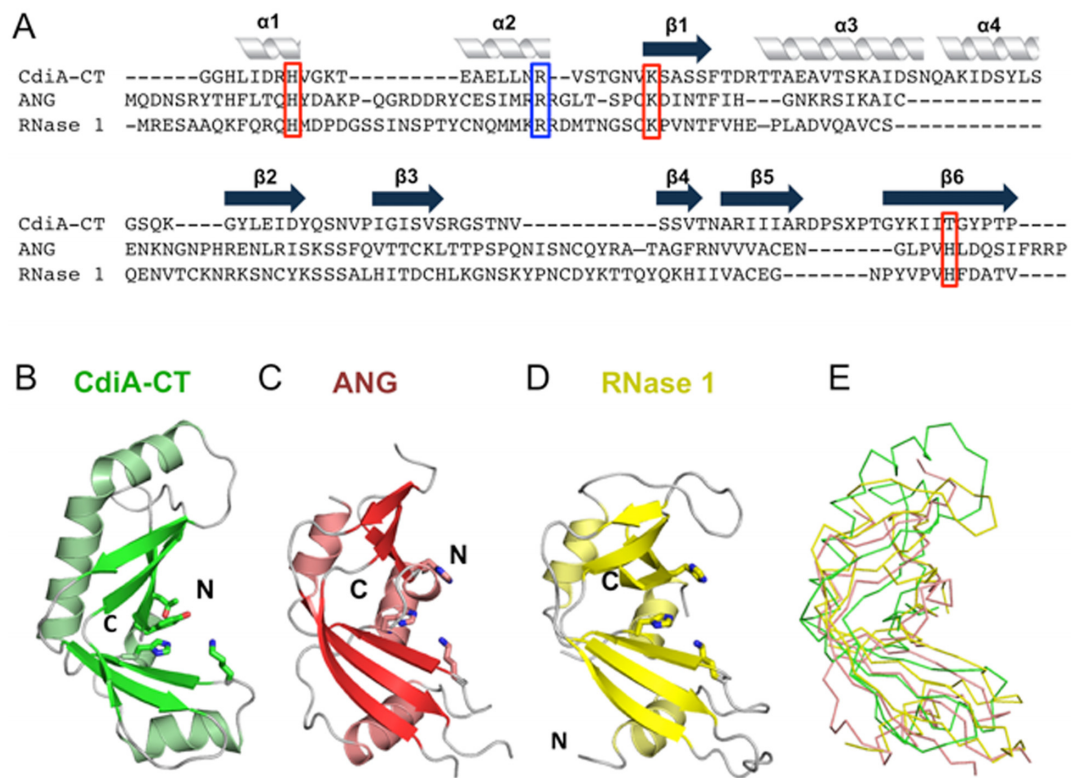 A
α1 α2 β1 α3 α4
CdiA-CT ------GGHLIDRHVGKT---------EAELLNR--VSTGNVKSASSFTDRTTAEAVTSKAIDSNQAKIDSYLS
ANG MQDNSRYTHFLTQHYDAKP-QGRDDRYCESIMRRRGLT-SPCKDINTFIH---GNKRSIKAIC-----------
RNase 1 -MRESAAQKFQRQHMDPDGSSINSPTYCNQMMKRRDMTNGSCKPVNTFVHE—PLADVQAVCS------------
β2 β3 β4 β5 β6
CdiA-CT GSQK----GYLEIDYQSNVPIGISVSRGSTNV------------SSVTNARIIIARDPSXPTGYKIITGYPTP----
ANG ENKNGNPHRENLRISKSSFQVTTCKLTTPSPQNISNCQYRA—TAGFRNVVVACEN-------GLPVHLDQSIFRRP
RNase 1 QENVTCKNRKSNCYKSSSALHITDCHLKGNSKYPNCDYKTTQYQKHIIVACEG-------NPYVPVHFDATV----
B CdiA-CT C ANG D RNase 1 E
N
C
C
N
C
N